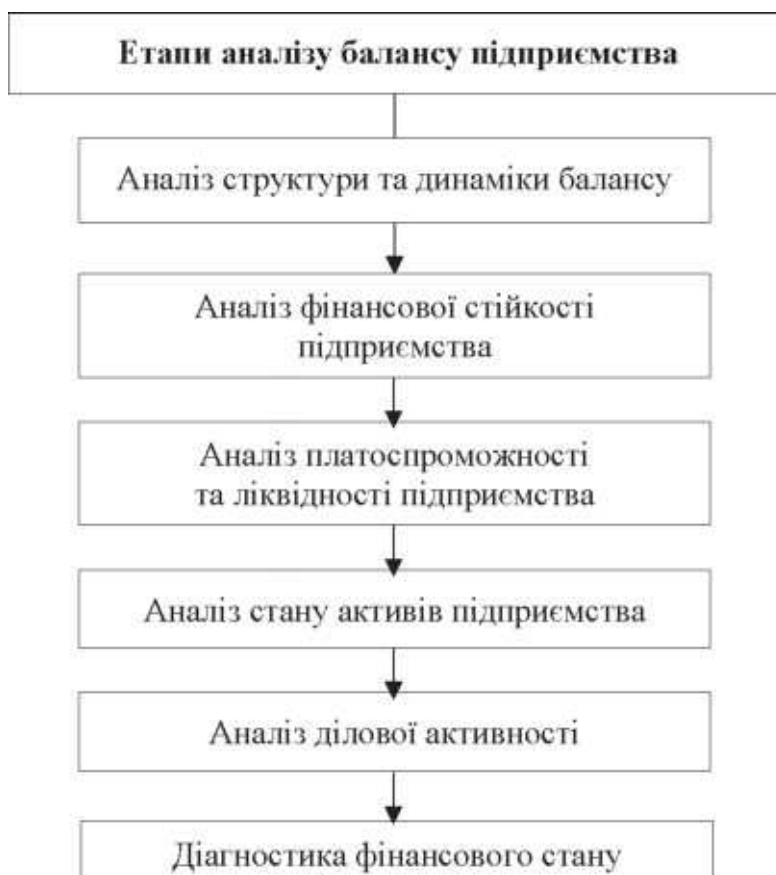 Етапи аналізу балансу підприємства
Аналіз структури та динаміки балансу
Аналіз фінансової стійкості
підприємства
Аналіз платоспроможності
та ліквідності підприємства
Аналіз стану активів підприємства
Аналіз ділової активності
Діагностика фінансового стану